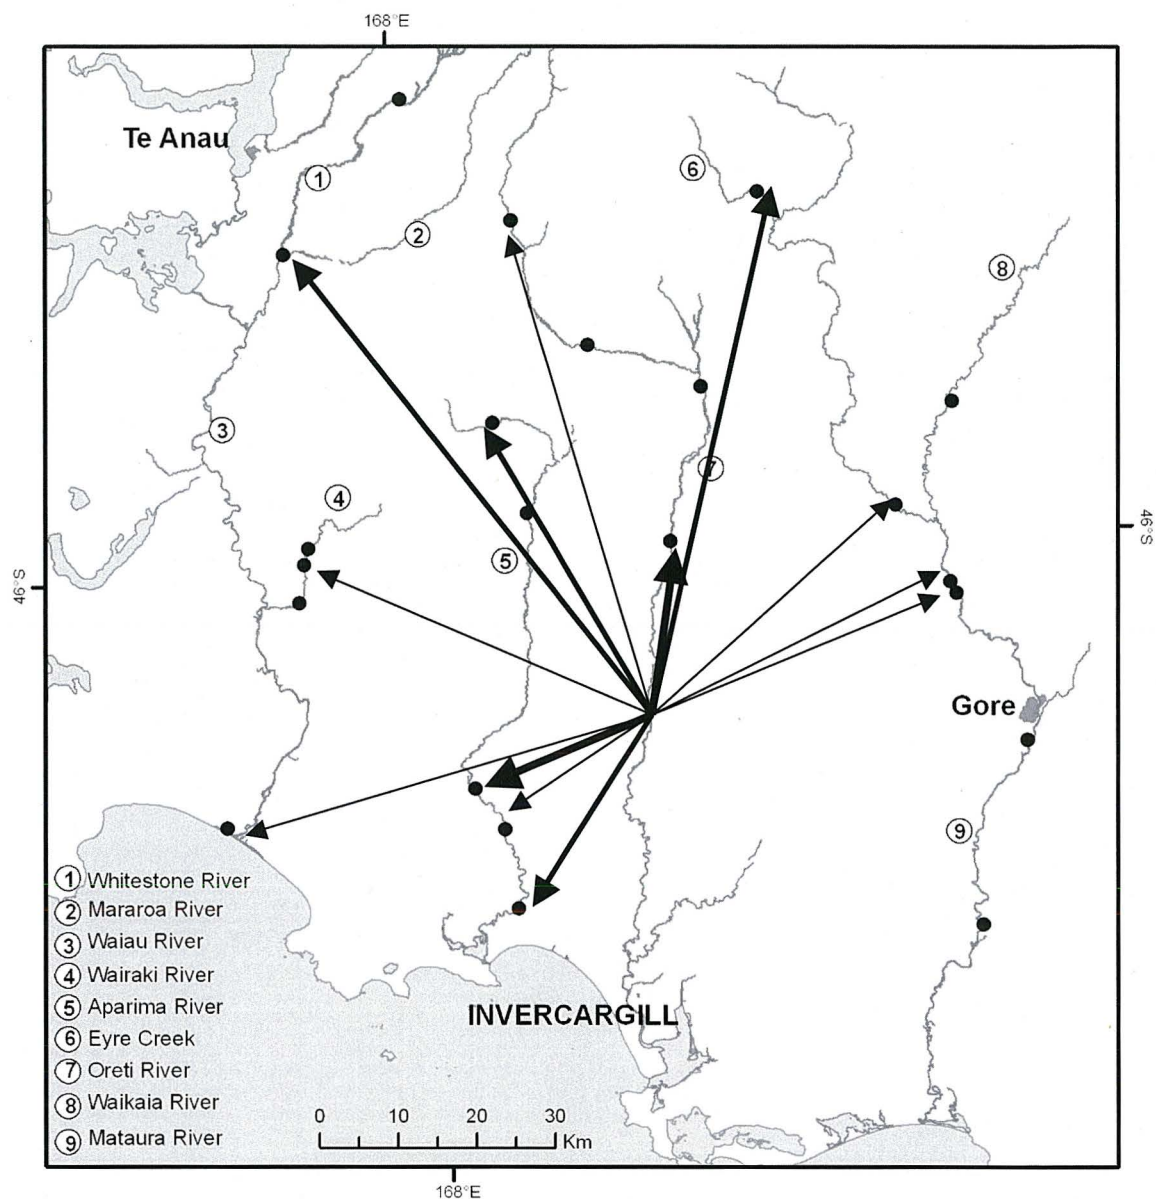 168°E
Te Anau
1
6
2
8
3
7
4
46°S
5
46°S
Gore
9
1 Whitestone River
2 Mararoa River
3 Waiau River
4 Wairaki River
5 Aparima River
INVERCARGILL
6 Eyre Creek
7 Oreti River
8 Waikaia River
9 Mataura River
0 10 20 30
Km
168°E